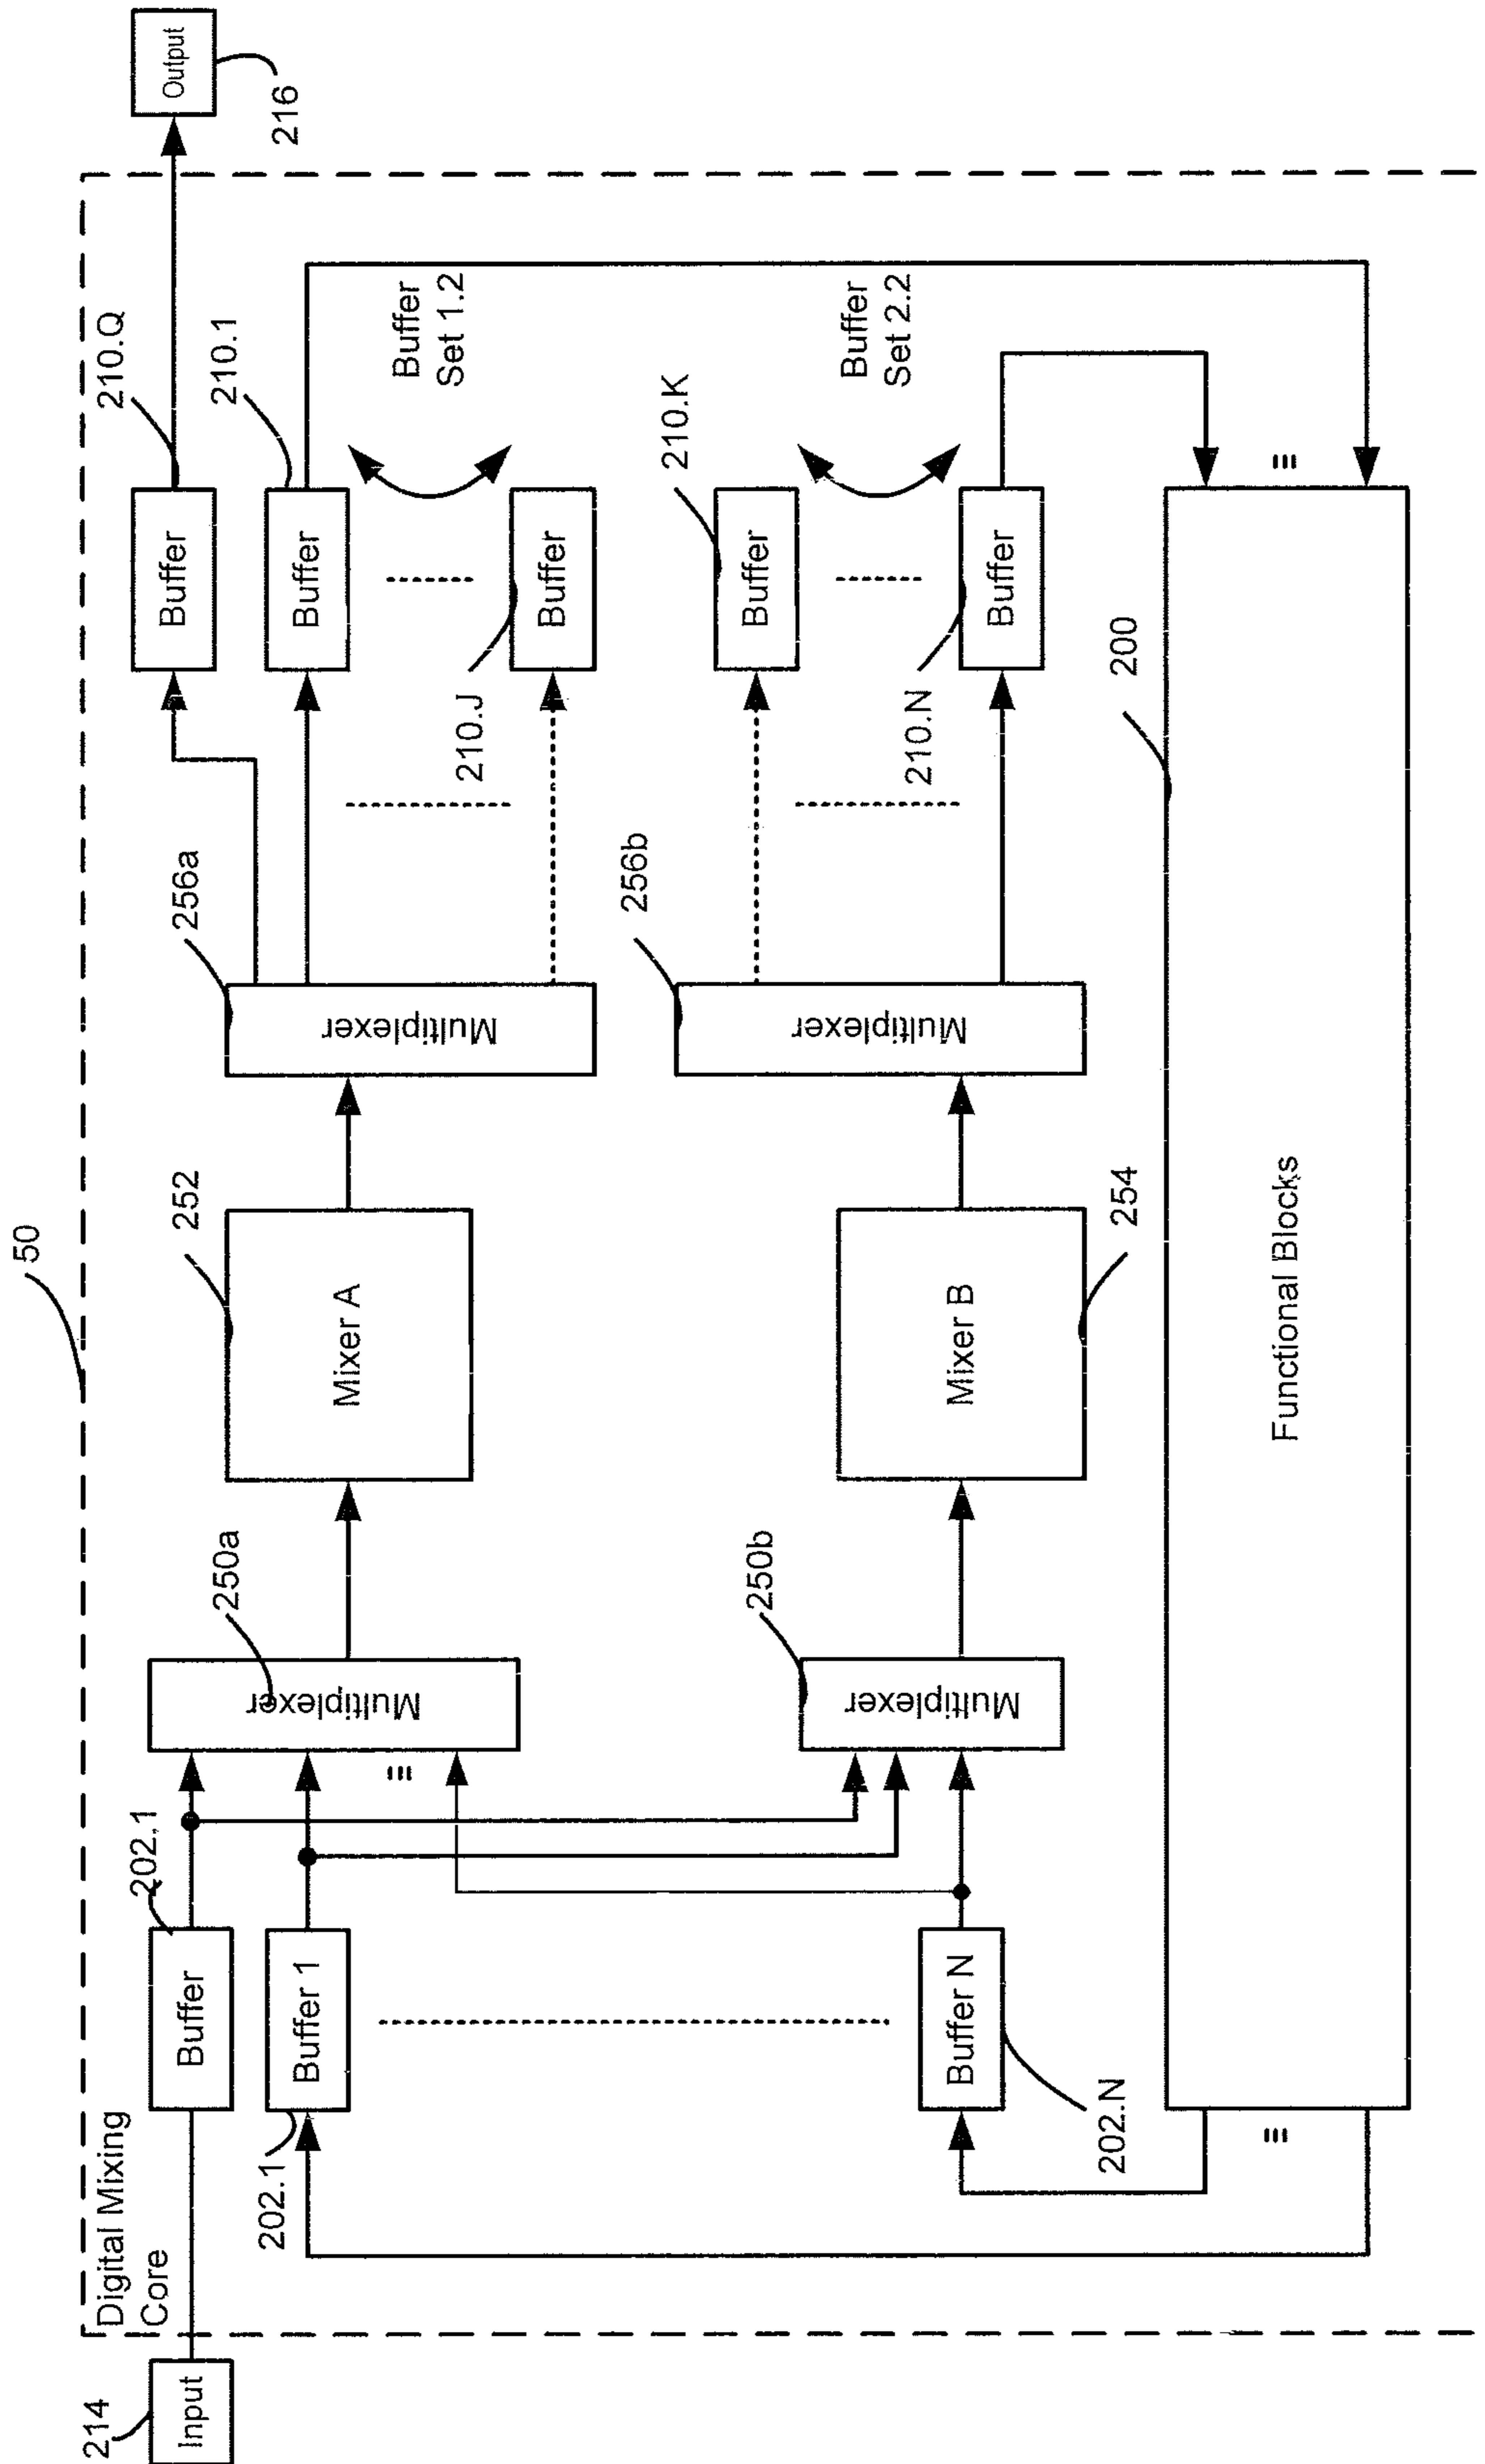 50
Digital Mixing
Core
214
Input
202.1
Buffer
202.1
Buffer 1
Buffer N
202.N
250a
Multiplexer
250b
Multiplexer
252
Mixer A
Mixer B
254
256a
Multiplexer
256b
Multiplexer
210.Q
Buffer
210.1
Buffer
210.J
Buffer
Buffer
Set 1.2
210.K
Buffer
210.N
Buffer
Buffer
Set 2.2
200
Functional Blocks
Output
216